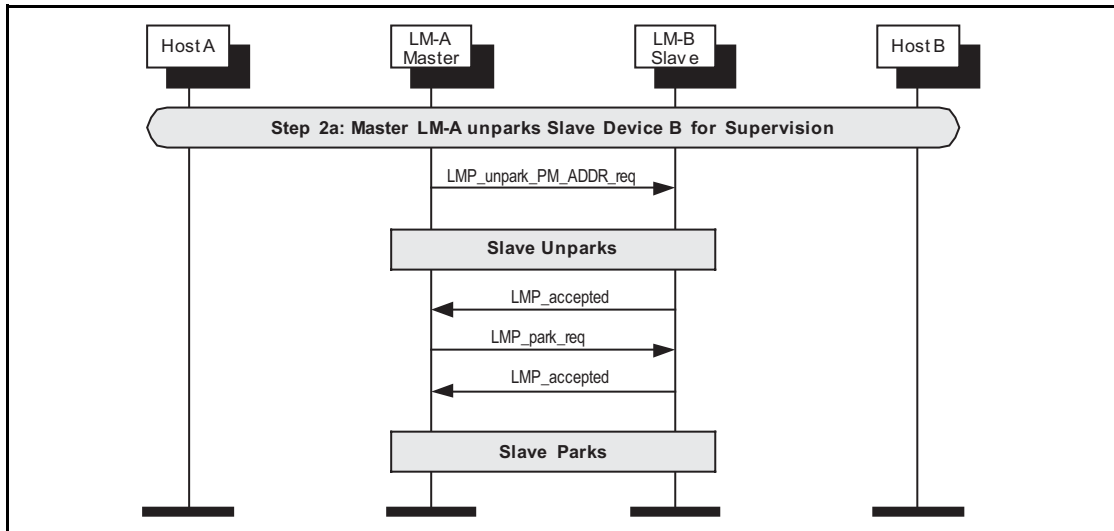 Host A
LM-A
Master
LM-B
Slave
Host B
Step 2a: Master LM-A unparks Slave Device B for Supervision
LMP_unpark_PM_ADDR_req
Slave Unparks
LMP_accepted
LMP_park_req
LMP_accepted
Slave Parks